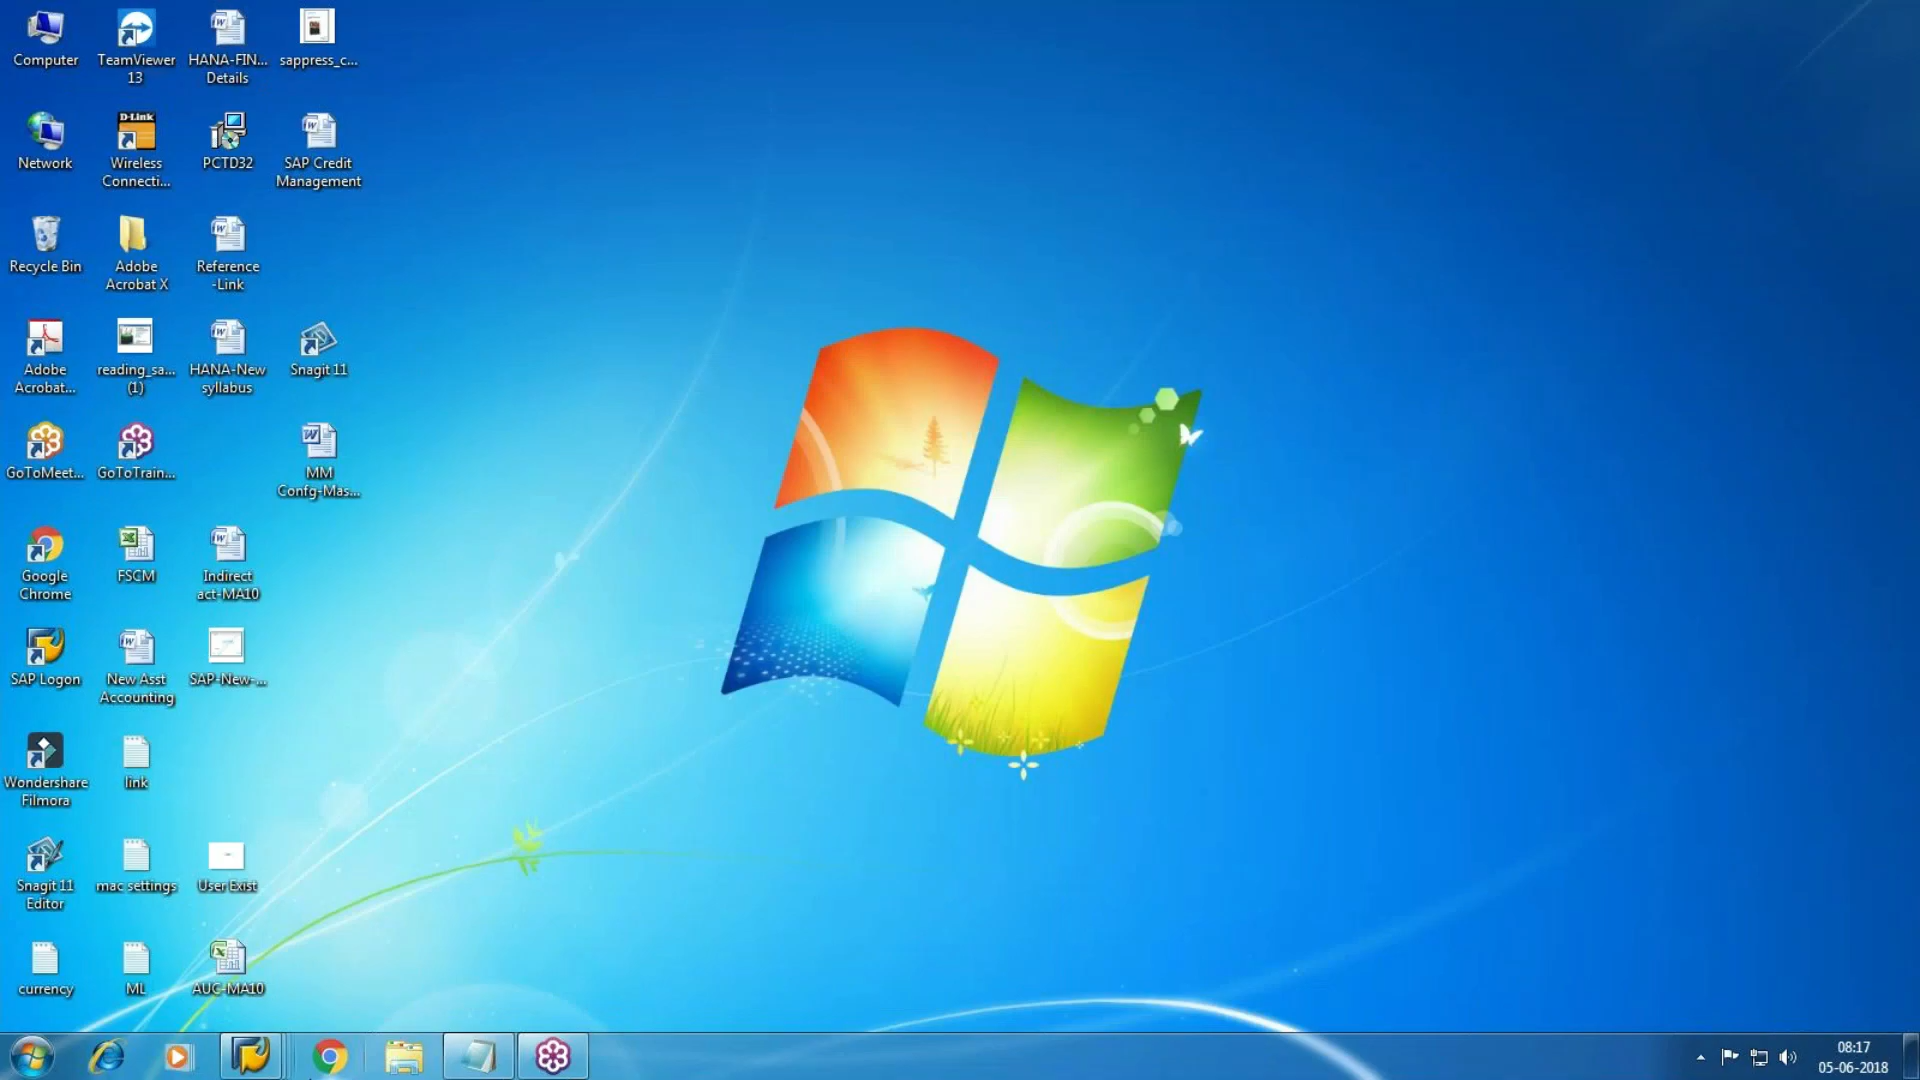 Computer
TeamViewer
13
HANA-FIN...
Details
sappress_c...
D-Link
Network
Wireless
Connecti...
PCTD32
SAP Credit
Management
Recycle Bin
Adobe
Acrobat X
Reference
-Link
Adobe
Acrobat...
reading_sa...
(1)
HANA-New
syllabus
Snagit 11
GoToMeet...
GoToTrain...
MM
Confg-Mas...
Google
Chrome
FSCM
Indirect
act-MA10
SAP Logon
New Asst
Accounting
SAP-New-...
Wondershare
Filmora
link
Snagit 11
Editor
mac settings
User Exist
currency
ML
AUC-MA10
08:17
05-06-2018